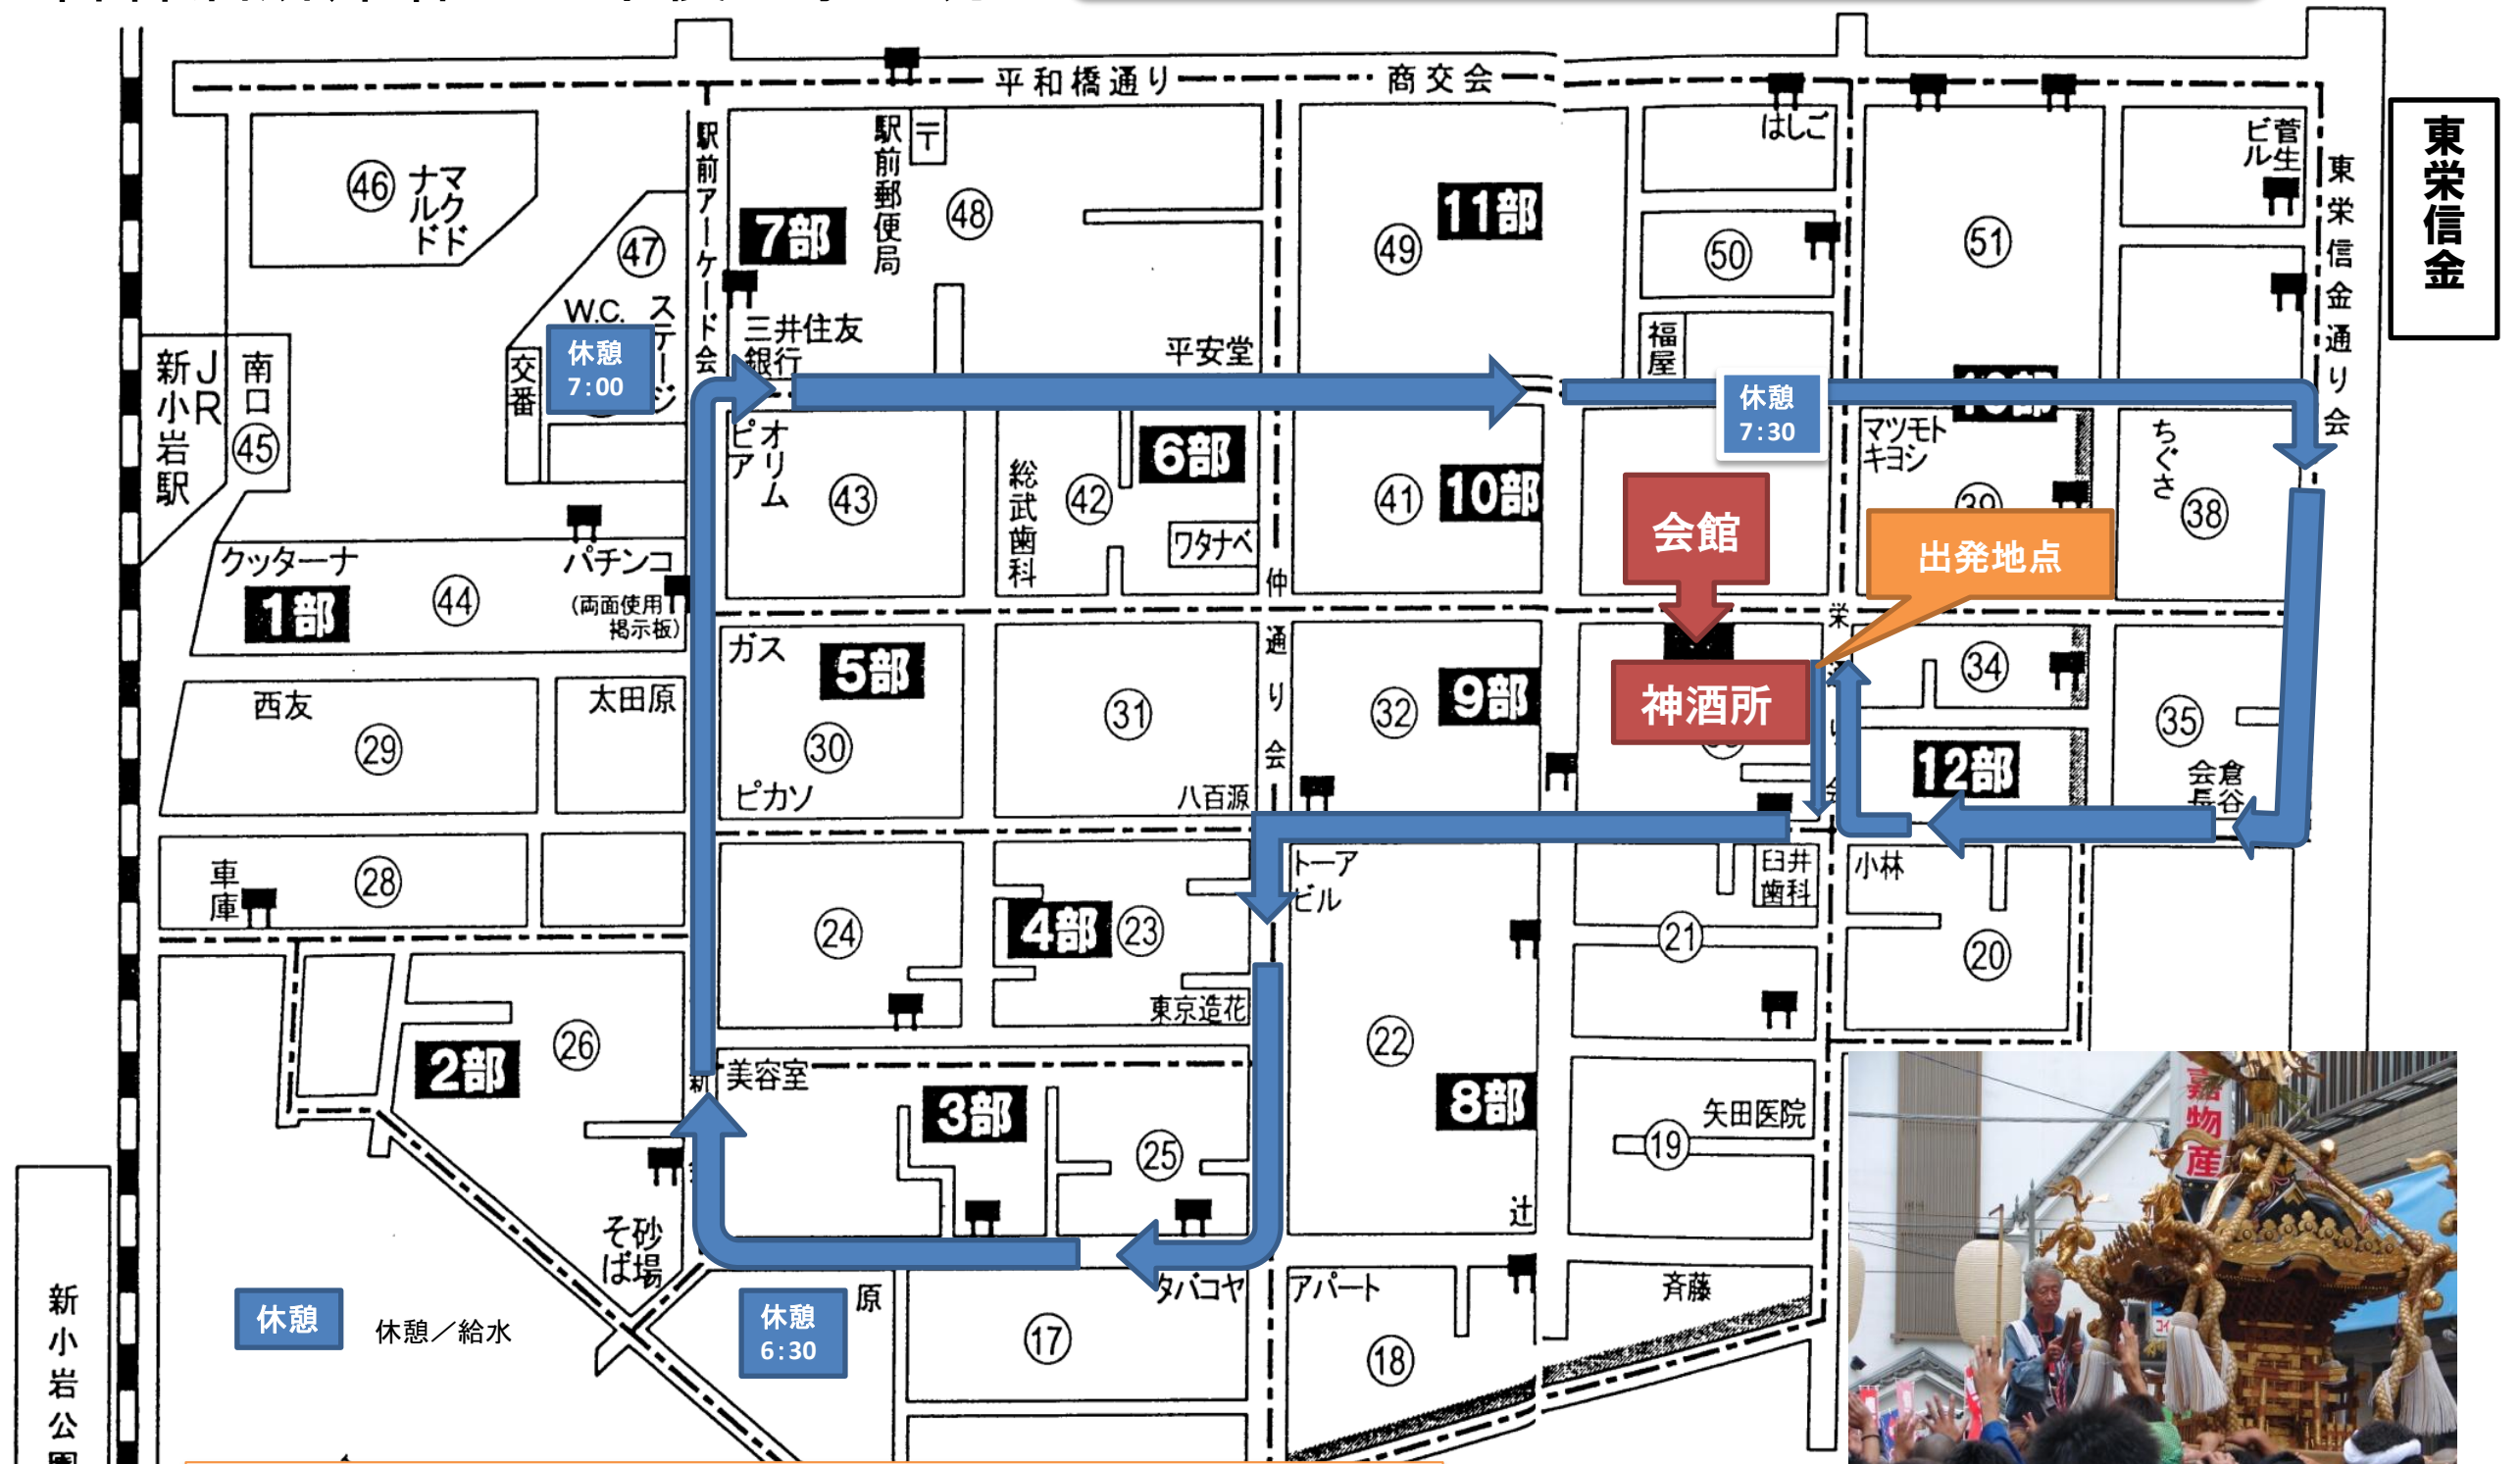 平和橋通り
商交会
東栄信金
駅前アーケード会
駅前郵便局
〒
はしご
菅生ビル
東栄信金通り会
㊻
マクドナルド
㊼
7部
㊽
11部
㊾
㊿
51
W.C.
ステージ
三井住友
銀行
平安堂
福屋
休憩
7:00
交番
JR
新小岩駅
南口
㊺
休憩
7:30
オリムピア
㊸
総武歯科
㊷
6部
ワタナベ
㊶
10部
マツモト
キヨシ
ちぐさ
㊳
会館
出発地点
クッターナ
パチンコ
1部
㊹
(両面使用
掲示板)
仲通り会
ガス
5部
㉚
ピカソ
㉛
八百源
㉜
9部
神酒所
㉞
㉟
12部
倉谷
会長
西友
㉙
太田原
車庫
㉘
㉔
4部
㉓
東京造花
トーア
ビル
臼井
歯科
小林
㉑
⑳
㉒
2部
㉖
美容室
3部
㉕
8部
矢田医院
⑲
辻
砂場
そば
原
タバコヤ
アパート
斉藤
休憩
休憩／給水
休憩
6:30
⑰
⑱
新小岩公園
嘉物産